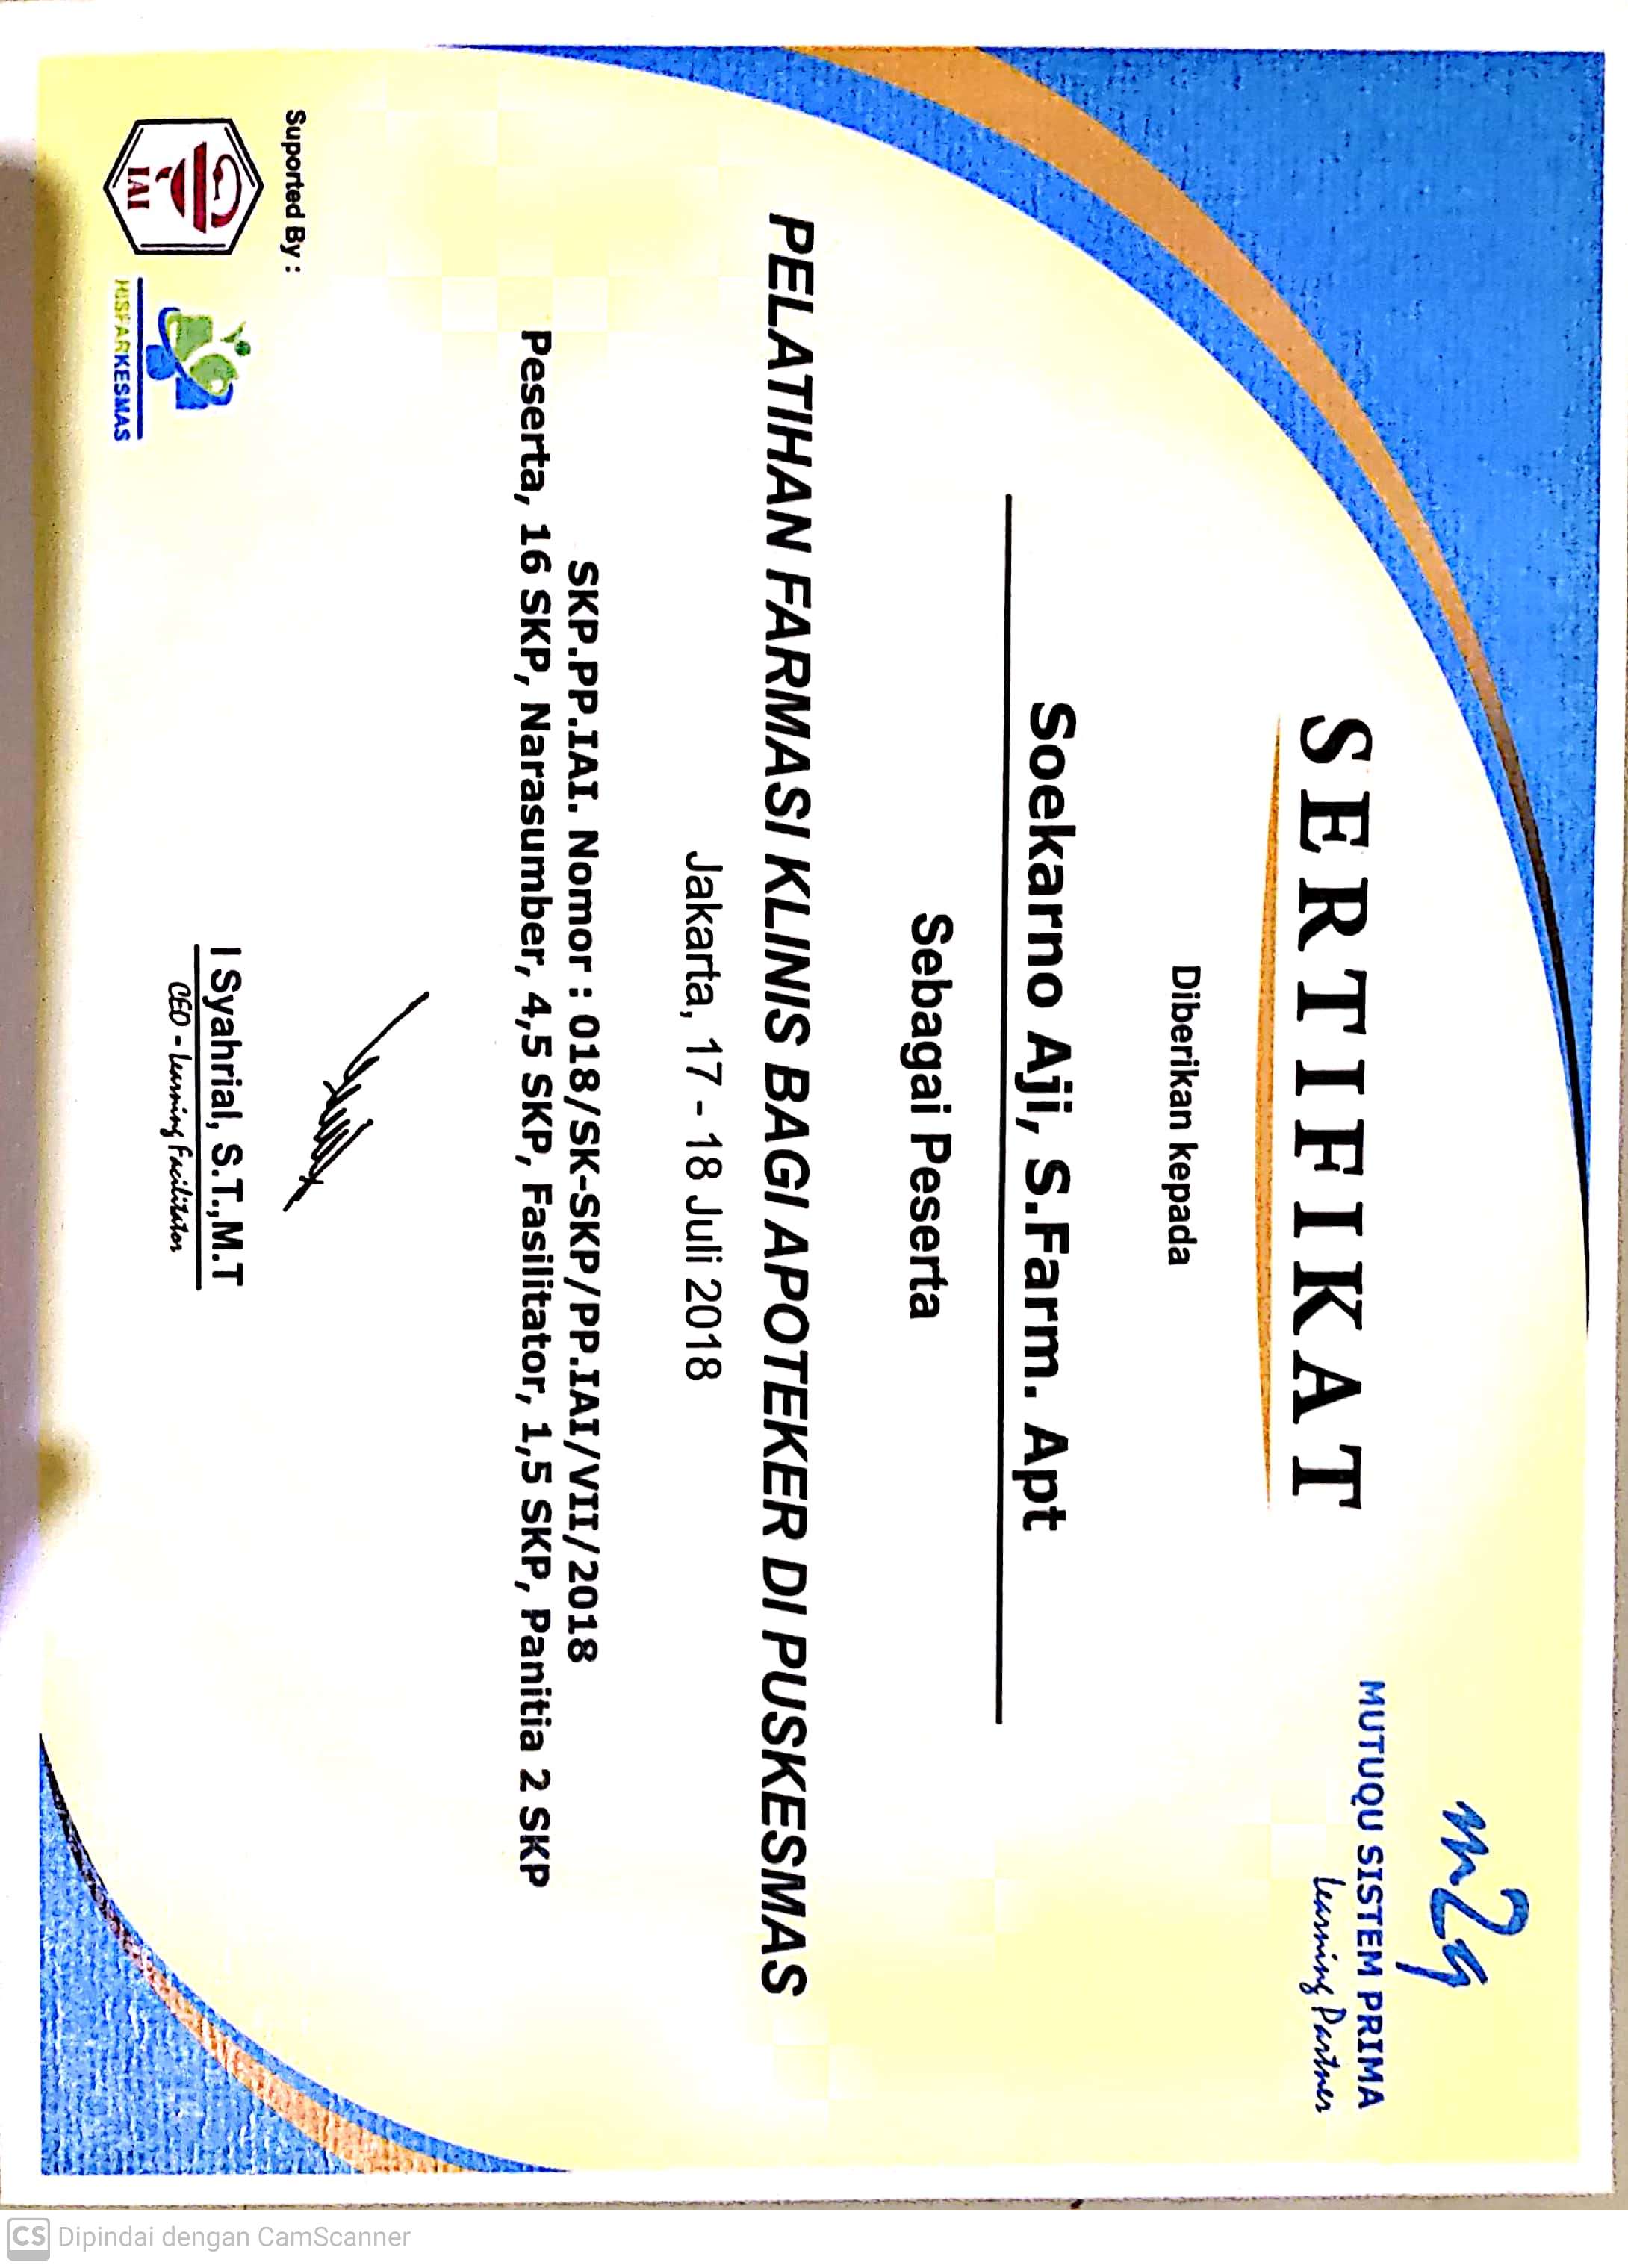 m2q
MUTUQU SISTEM PRIMA
Learning Partner
SERTIFIKAT
Diberikan kepada
Soekarno Aji, S.Farm. Apt
Sebagai Peserta
PELATIHAN FARMASI KLINIS BAGI APOTEKER DI PUSKESMAS
Jakarta, 17 - 18 Juli 2018
SKP.PP.IAI. Nomor : 018/SK-SKP/PP.IAI/VII/2018
Peserta, 16 SKP, Narasumber, 4,5 SKP, Fasilitator, 1,5 SKP, Panitia 2 SKP
Suported By :
IAI
HISFARKESMAS
I Syahrial, S.T.,M.T
CEO - Learning Facilitator
CS Dipindai dengan CamScanner